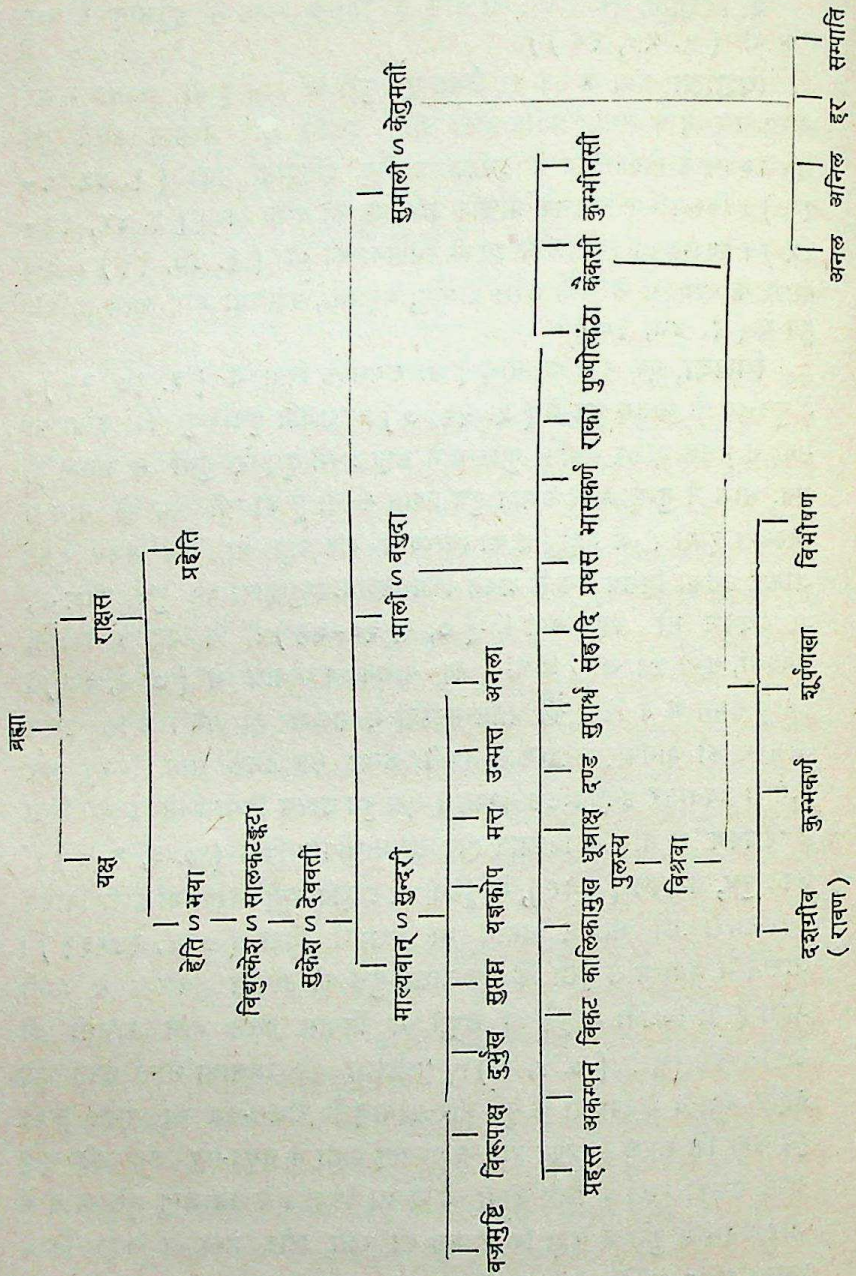 ब्रह्मा
यक्ष राक्षस
हेति ഗ भया प्रहेति
विद्युत्केश ഗ सालकटङ्कटा
सुकेश ഗ देववती
माल्यवान् ഗ सुन्दरी माली ഗ वसुदा सुमाली ഗ केतुमती
वज्रमुष्टि विरूपाक्ष दुर्मुख सुप्तघ्न यज्ञकोप मत्त उन्मत्त अनला
प्रहस्त अकम्पन विकट कालिकामुख धूम्राक्ष दण्ड सुपार्श्व संह्रादि प्रघस भासकर्ण राका पुष्पोत्कंठा कैकसी कुम्भीनसी
पुलस्य
विश्रवा
दशग्रीव कुम्भकर्ण शूर्पणखा विभीषण
( रावण )
अनल अनिल हर सम्पाति